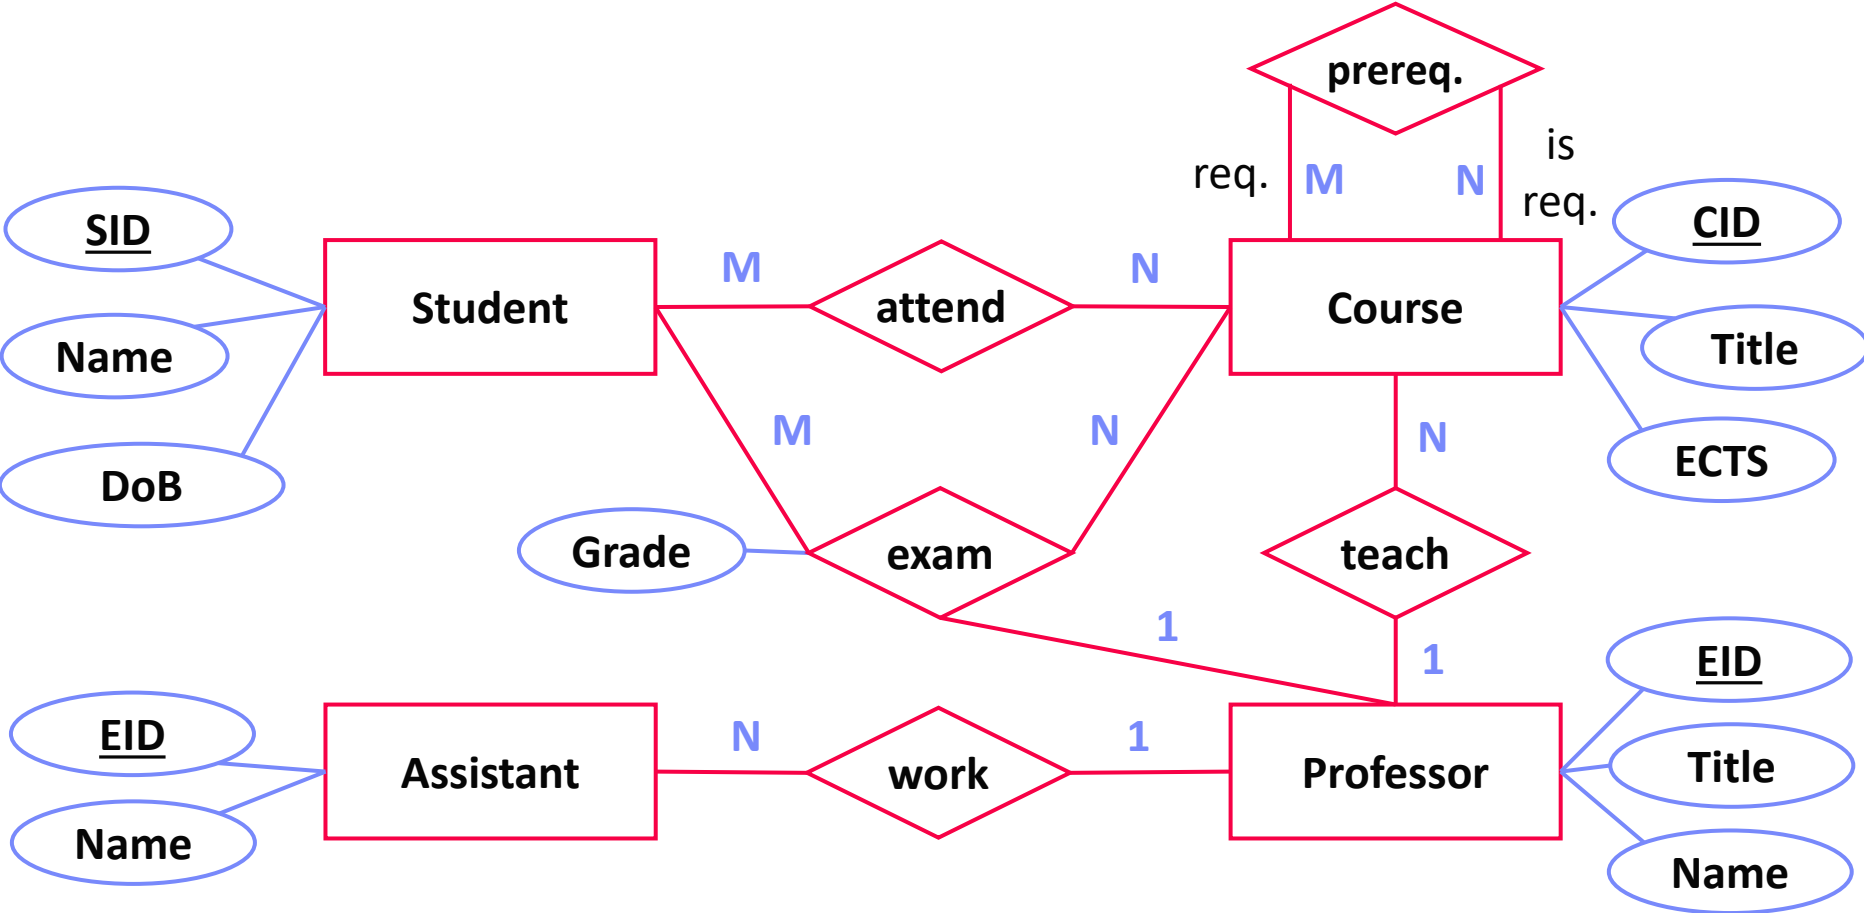 prereq.
req.
M
N
is
req.
SID
CID
M
N
Student
attend
Course
Name
Title
M
N
N
DoB
ECTS
Grade
exam
teach
1
1
EID
EID
N
1
Assistant
work
Professor
Title
Name
Name